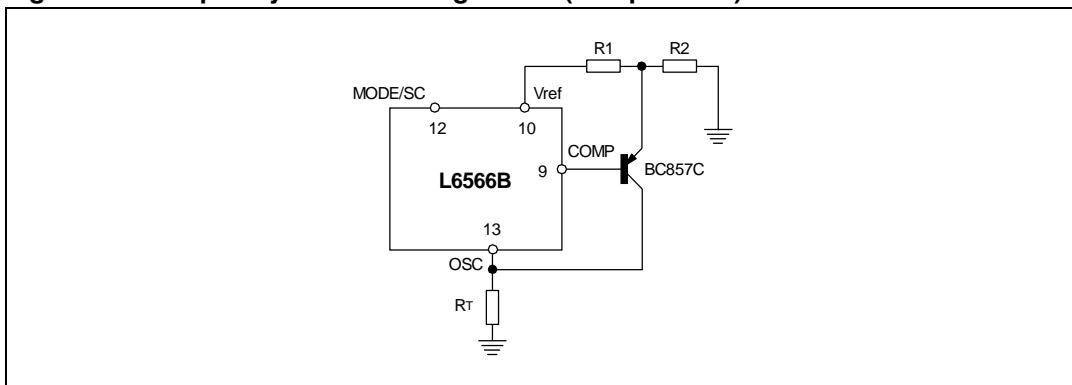 R1 R2
MODE/SC Vref
12 10
COMP
9 BC857C
L6566B
13
OSC
RT